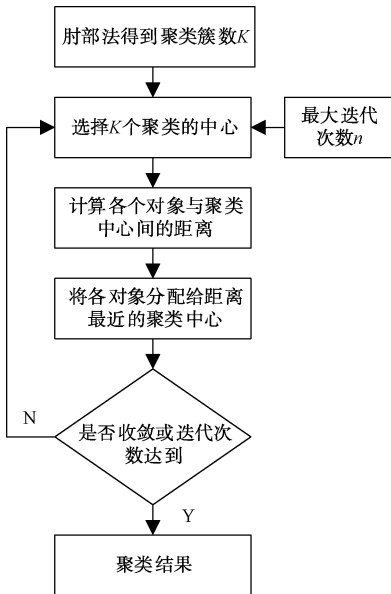 肘部法得到聚类簇数K
选择K个聚类的中心
最大迭代
次数n
计算各个对象与聚类
中心间的距离
将各对象分配给距离
最近的聚类中心
是否收敛或迭代次
数达到
N
Y
聚类结果